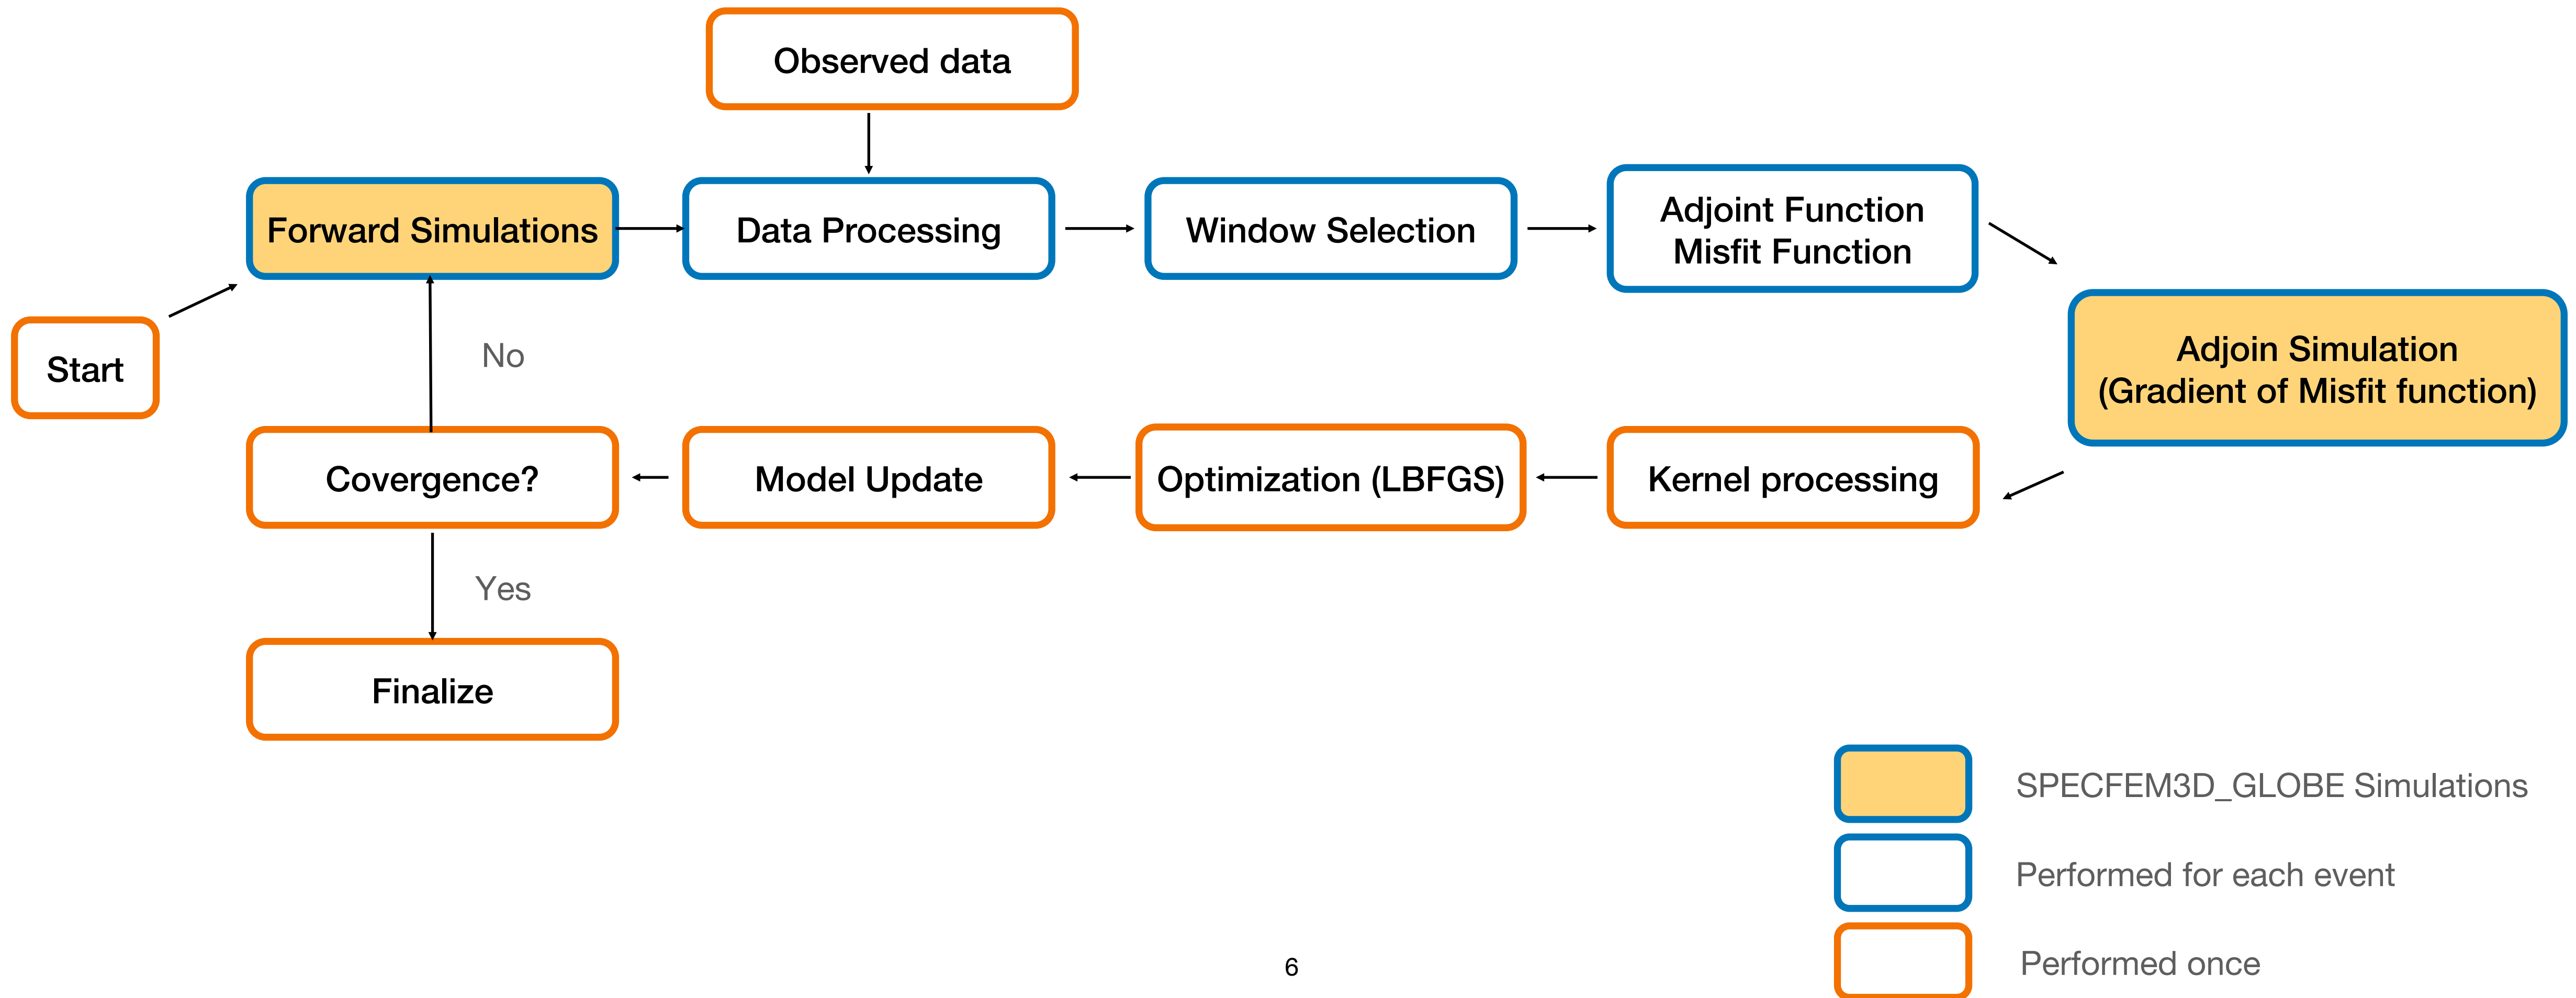 Observed data
Forward Simulations
Data Processing
Window Selection
Adjoint Function
Misfit Function
Start
No
Adjoin Simulation
(Gradient of Misfit function)
Covergence?
Model Update
Optimization (LBFGS)
Kernel processing
Yes
Finalize
SPECFEM3D_GLOBE Simulations
Performed for each event
Performed once
6